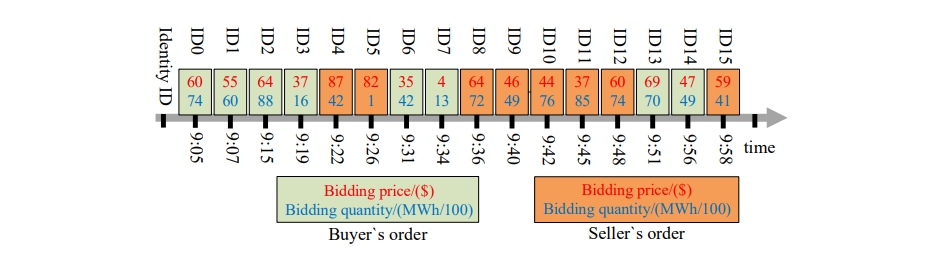 Identity ID ID0 ID1 ID2 ID3 ID4 ID5 ID6 ID7 ID8 ID9 ID10 ID11 ID12 ID13 ID14 ID15
60 55 64 37 87 82 35 4 64 46 44 37 60 69 47 59
74 60 88 16 42 1 42 13 72 49 76 85 74 70 49 41
9:05 9:07 9:15 9:19 9:22 9:26 9:31 9:34 9:36 9:40 9:42 9:45 9:48 9:51 9:56 9:58 time
Bidding price/($)
Bidding quantity/(MWh/100)
Buyer`s order
Bidding price/($)
Bidding quantity/(MWh/100)
Seller`s order